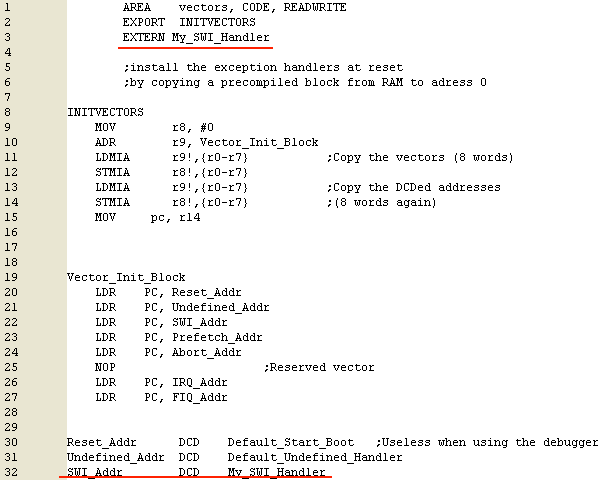 1 AREA vectors, CODE, READWRITE
2 EXPORT INITVECTORS
3 EXTERN My_SWI_Handler
4
5 ;install the exception handlers at reset
6 ;by copying a precompiled block from RAM to adress 0
7
8 INITVECTORS
9 MOV r8, #0
10 ADR r9, Vector_Init_Block
11 LDMIA r9!,{r0-r7} ;Copy the vectors (8 words)
12 STMIA r8!,{r0-r7}
13 LDMIA r9!,{r0-r7} ;Copy the DCDed addresses
14 STMIA r8!,{r0-r7} ;(8 words again)
15 MOV pc, r14
16
17
18
19 Vector_Init_Block
20 LDR PC, Reset_Addr
21 LDR PC, Undefined_Addr
22 LDR PC, SWI_Addr
23 LDR PC, Prefetch_Addr
24 LDR PC, Abort_Addr
25 NOP ;Reserved vector
26 LDR PC, IRQ_Addr
27 LDR PC, FIQ_Addr
28
29
30 Reset_Addr DCD Default_Start_Boot ;Useless when using the debugger
31 Undefined_Addr DCD Default_Undefined_Handler
32 SWI_Addr DCD My_SWI_Handler